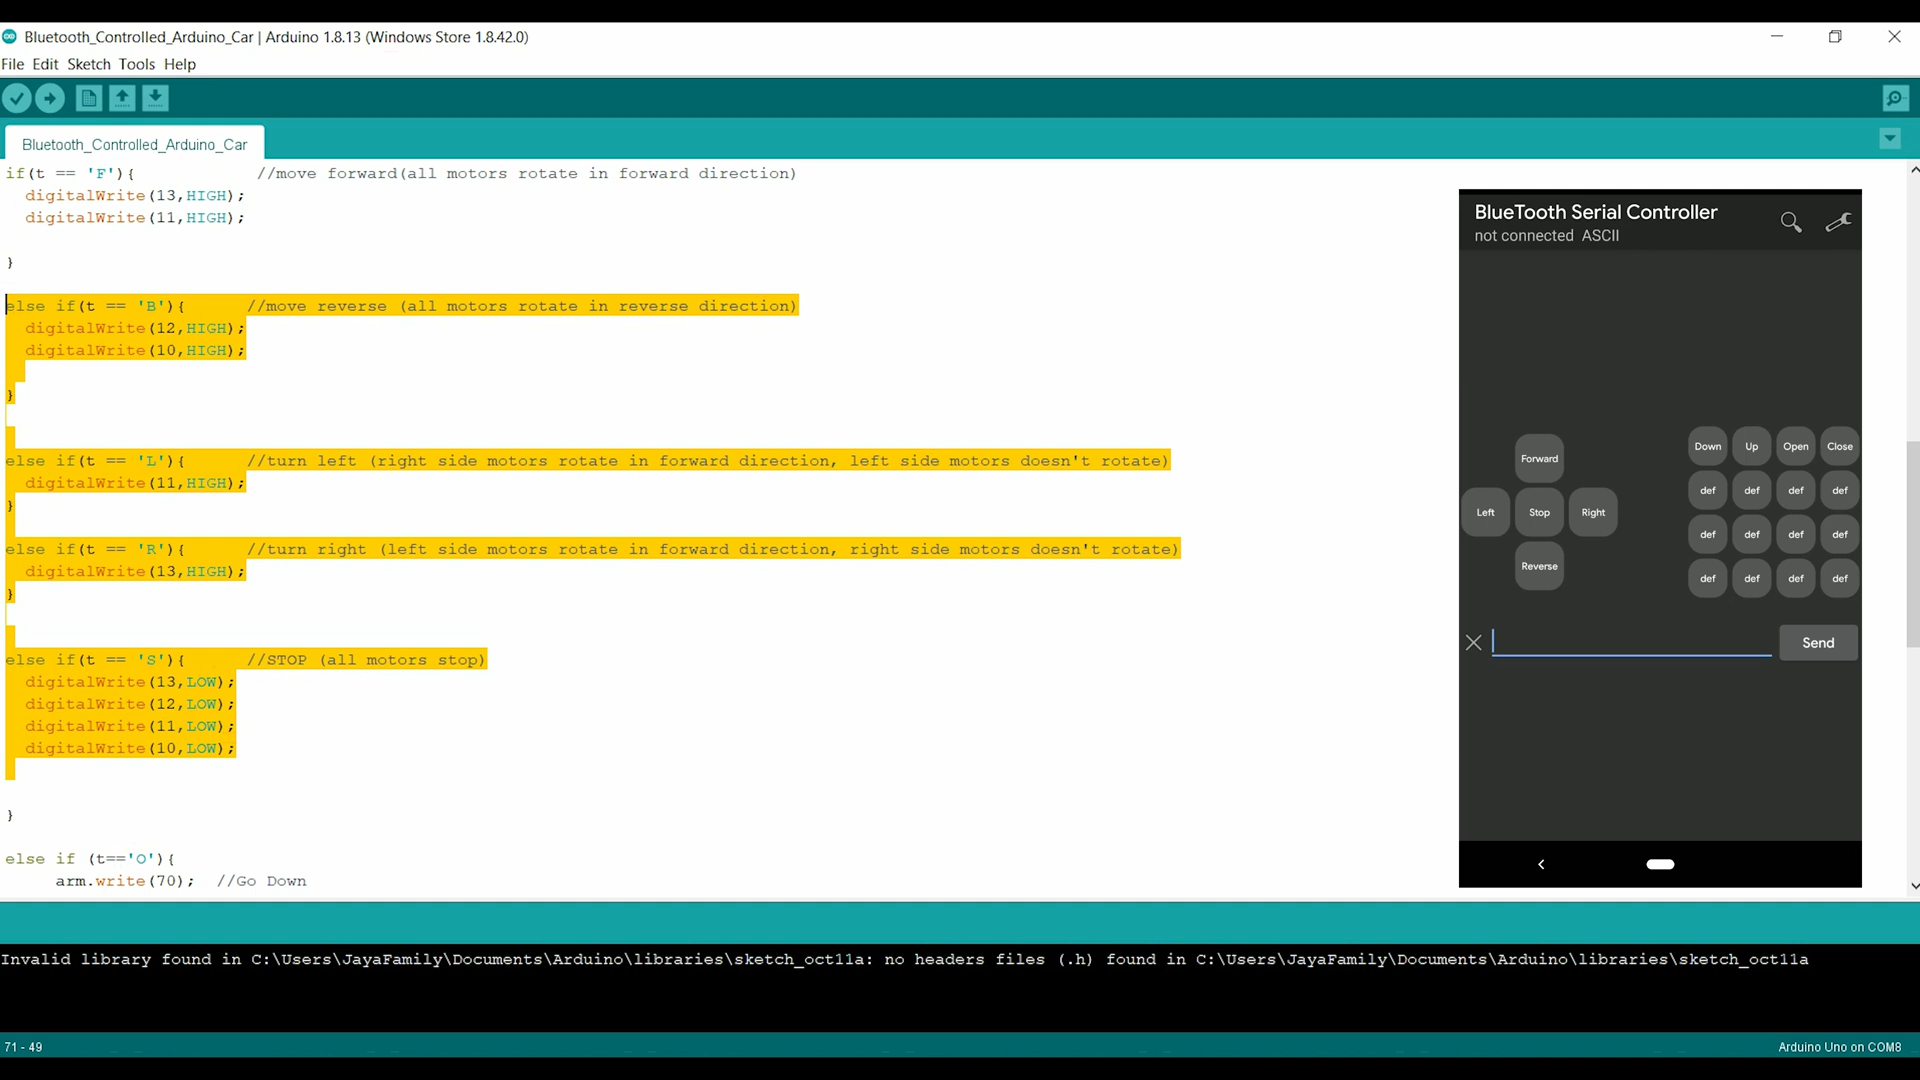 Bluetooth_Controlled_Arduino_Car | Arduino 1.8.13 (Windows Store 1.8.42.0)
File Edit Sketch Tools Help
Bluetooth_Controlled_Arduino_Car
if(t == 'F'){ //move forward(all motors rotate in forward direction)
digitalWrite(13,HIGH);
digitalWrite(11,HIGH);
}
else if(t == 'B'){ //move reverse (all motors rotate in reverse direction)
digitalWrite(12,HIGH);
digitalWrite(10,HIGH);
}
else if(t == 'L'){ //turn left (right side motors rotate in forward direction, left side motors doesn't rotate)
digitalWrite(11,HIGH);
}
else if(t == 'R'){ //turn right (left side motors rotate in forward direction, right side motors doesn't rotate)
digitalWrite(13,HIGH);
}
else if(t == 'S'){ //STOP (all motors stop)
digitalWrite(13,LOW);
digitalWrite(12,LOW);
digitalWrite(11,LOW);
digitalWrite(10,LOW);
}
else if (t=='O'){
arm.write(70); //Go Down
BlueTooth Serial Controller
not connected ASCII
Forward
Left Stop Right
Reverse
Down Up Open Close
def def def def
def def def def
def def def def
Send
Invalid library found in C:\Users\JayaFamily\Documents\Arduino\libraries\sketch_oct11a: no headers files (.h) found in C:\Users\JayaFamily\Documents\Arduino\libraries\sketch_oct11a
71 - 49
Arduino Uno on COM8